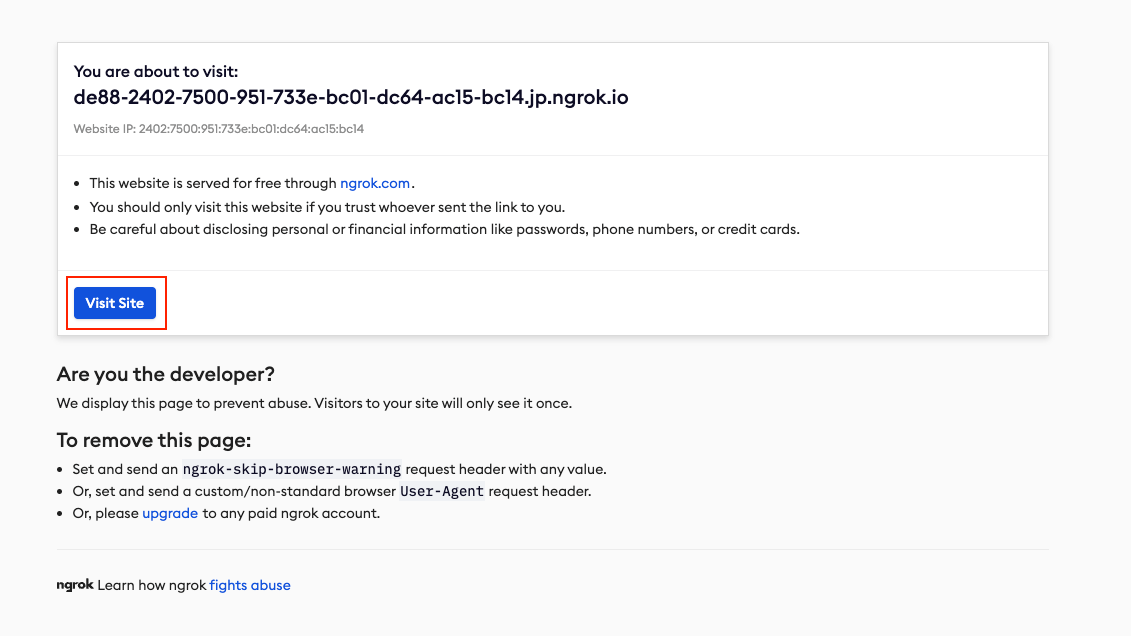 You are about to visit:
de88-2402-7500-951-733e-bc01-dc64-ac15-bc14.jp.ngrok.io
Website IP: 2402:7500:951:733e:bc01:dc64:ac15:bc14
• This website is served for free through ngrok.com.
• You should only visit this website if you trust whoever sent the link to you.
• Be careful about disclosing personal or financial information like passwords, phone numbers, or credit cards.
Visit Site
Are you the developer?
We display this page to prevent abuse. Visitors to your site will only see it once.
To remove this page:
• Set and send an ngrok-skip-browser-warning request header with any value.
• Or, set and send a custom/non-standard browser User-Agent request header.
• Or, please upgrade to any paid ngrok account.
ngrok Learn how ngrok fights abuse